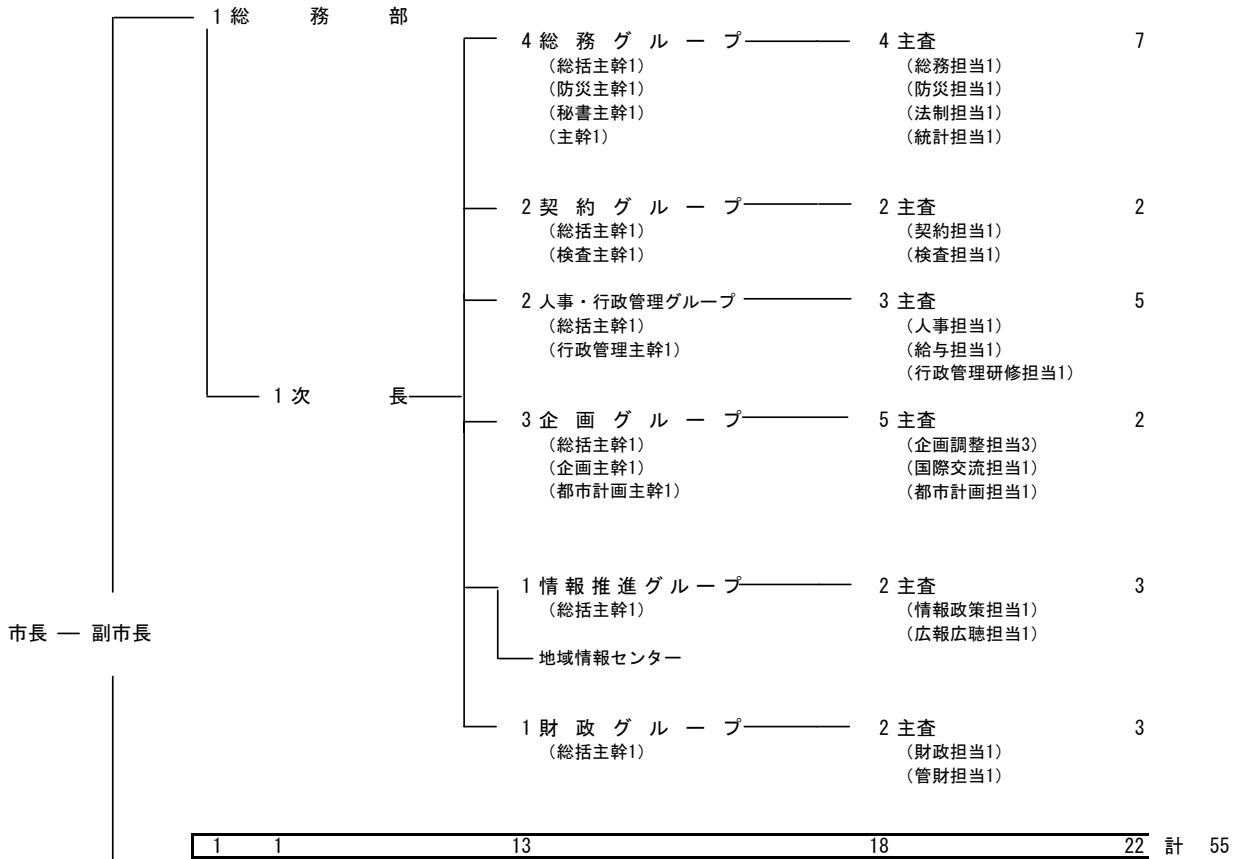 1 総 務 部
4 総 務 グ ル ー プ 4 主査 7
（総括主幹1） （総務担当1）
（防災主幹1） （防災担当1）
（秘書主幹1） （法制担当1）
（主幹1） （統計担当1）
2 契 約 グ ル ー プ 2 主査 2
（総括主幹1） （契約担当1）
（検査主幹1） （検査担当1）
2 人事・行政管理グループ 3 主査 5
（総括主幹1） （人事担当1）
（行政管理主幹1） （給与担当1）
（行政管理研修担当1）
1 次 長
3 企 画 グ ル ー プ 5 主査 2
（総括主幹1） （企画調整担当3）
（企画主幹1） （国際交流担当1）
（都市計画主幹1） （都市計画担当1）
1 情 報 推 進 グ ル ー プ 2 主査 3
（総括主幹1） （情報政策担当1）
（広報広聴担当1）
市長 ― 副市長
地域情報センター
1 財 政 グ ル ー プ 2 主査 3
（総括主幹1） （財政担当1）
（管財担当1）
1 1 13 18 22 計 55